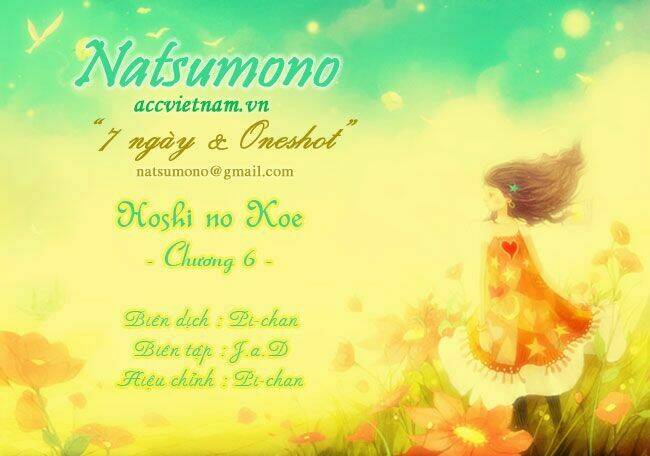 Natsumono
accvietnam.vn
"7 ngày & Oneshot"
natsumono@gmail.com
Hoshi no Koe
- Chương 6 -
Biên dịch : Pi-chan
Biên tập : J.a.D
Hiệu chỉnh : Pi-chan